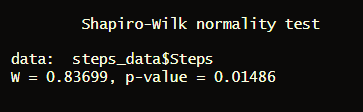 Shapiro-Wilk normality test
data:  steps_data$Steps
W = 0.83699, p-value = 0.01486